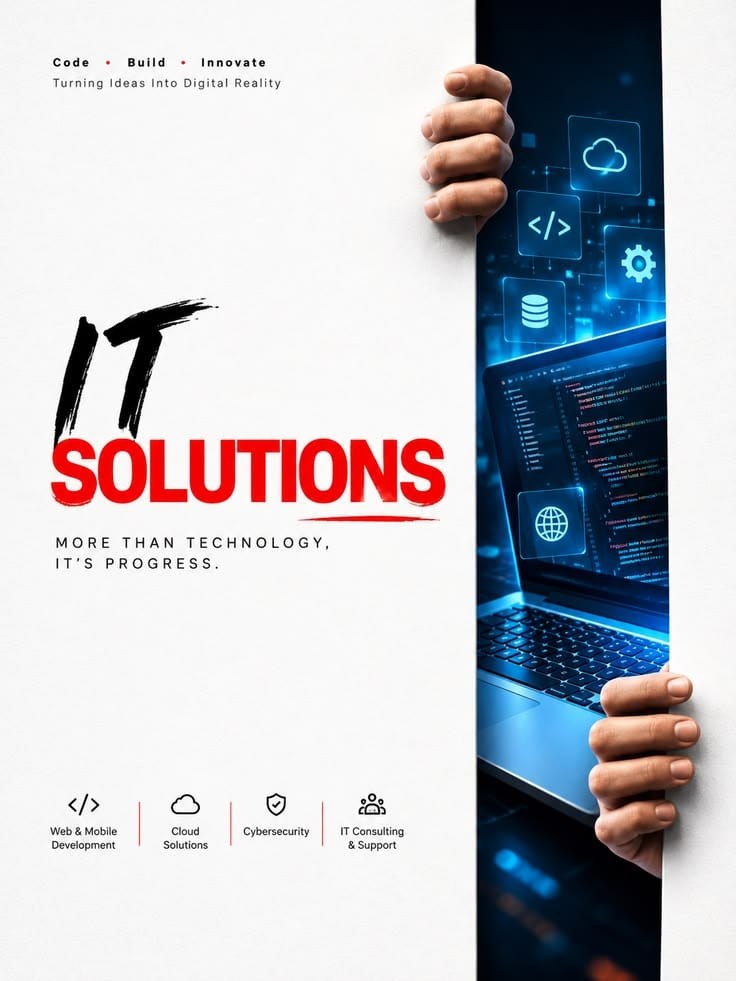 Code • Build • Innovate
Turning Ideas Into Digital Reality
IT
SOLUTIONS
MORE THAN TECHNOLOGY,
IT'S PROGRESS.
</> 
Web & Mobile
Development
Cloud
Solutions
Cybersecurity
IT Consulting
& Support
</>